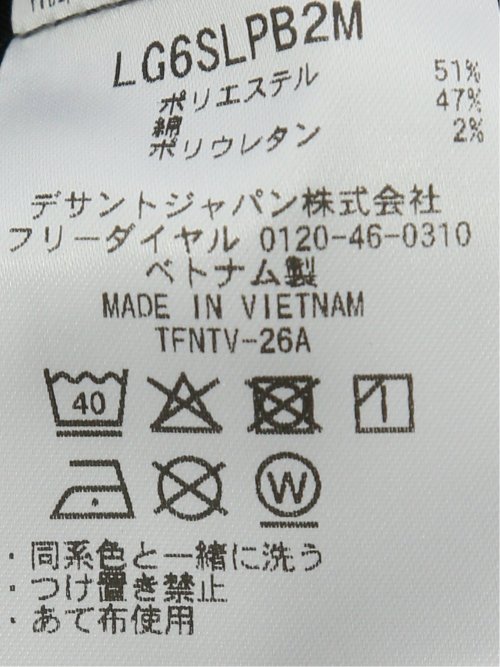 LG6SLPB2M
ポリエステル 51%
綿 47%
ポリウレタン 2%
デサントジャパン株式会社
フリーダイヤル 0120-46-0310
ベトナム製
MADE IN VIETNAM
TFNTV-26A
40
W
・同系色と一緒に洗う
・つけ置き禁止
・あて布使用